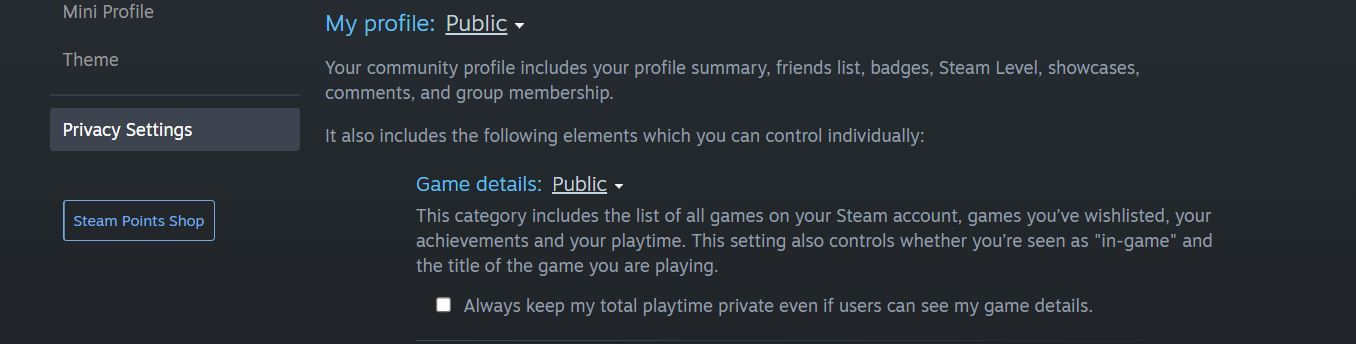 Mini Profile
Theme
Privacy Settings
Steam Points Shop
My profile: Public
Your community profile includes your profile summary, friends list, badges, Steam Level, showcases,
comments, and group membership.
It also includes the following elements which you can control individually:
Game details: Public
This category includes the list of all games on your Steam account, games you’ve wishlisted, your
achievements and your playtime. This setting also controls whether you’re seen as "in-game" and
the title of the game you are playing.
Always keep my total playtime private even if users can see my game details.